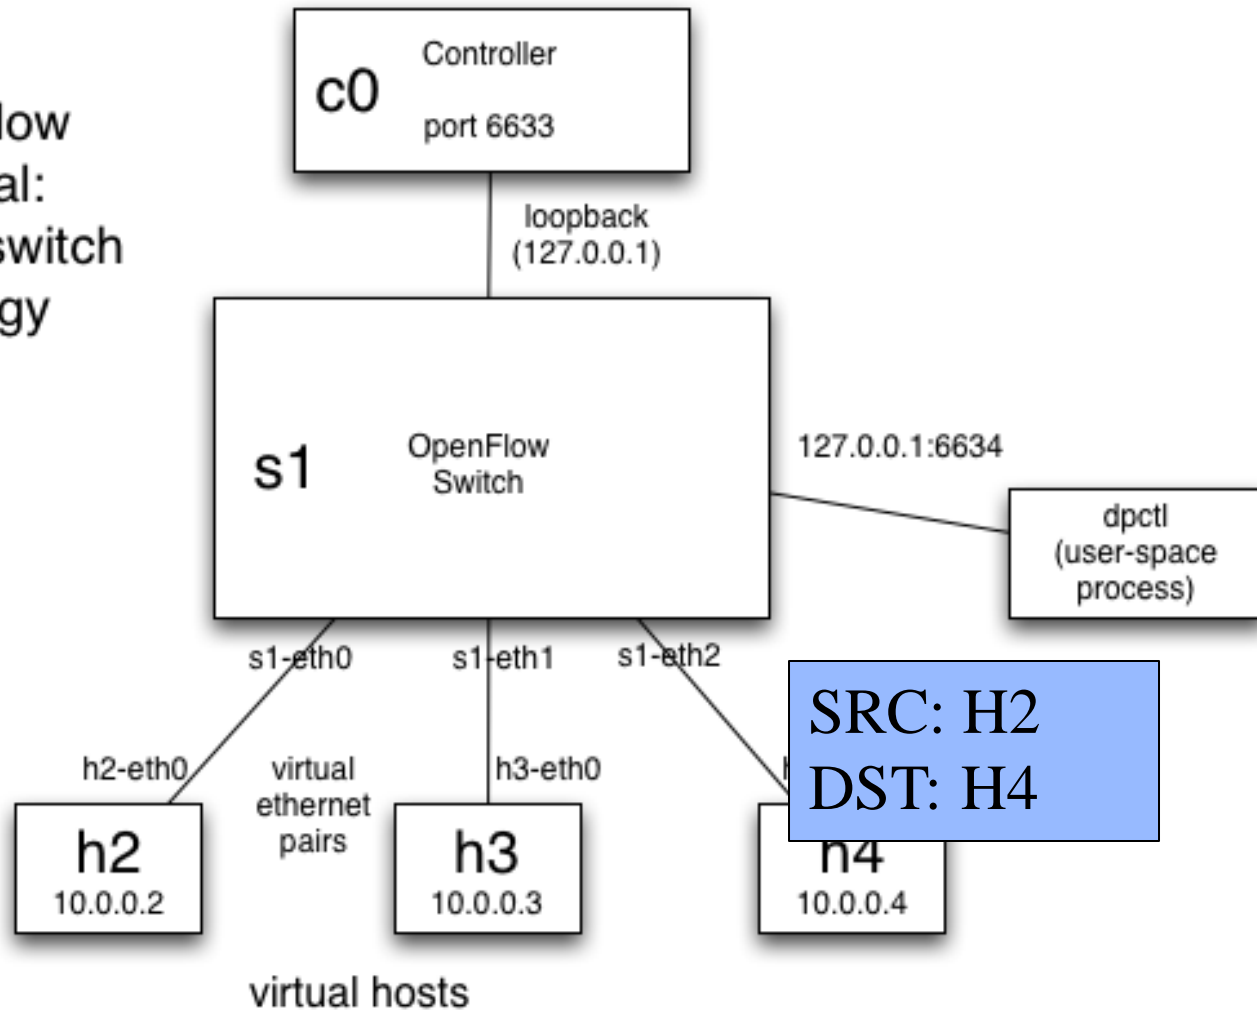 Controller
c0
port 6633
low
al:
switch
gy
loopback
(127.0.0.1)
s1
OpenFlow
Switch
127.0.0.1:6634
dpctl
(user-space
process)
s1-eth0
s1-eth1
s1-eth2
h2-eth0
virtual
ethernet
pairs
h3-eth0
SRC: H2
DST: H4
h2
10.0.0.2
h3
10.0.0.3
h4
10.0.0.4
virtual hosts